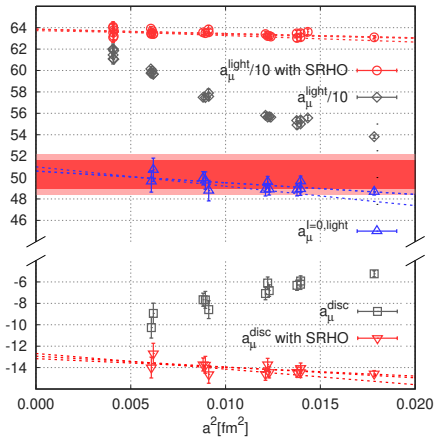 64
62
60
58
56
54
52
50
48
46
-6
-8
-10
-12
-14
a_μ^light/10 with SRHO
a_μ^light/10
a_μ^I=0,light
a_μ^disc
a_μ^disc with SRHO
0.000 0.005 0.010 0.015 0.020
a²[fm²]